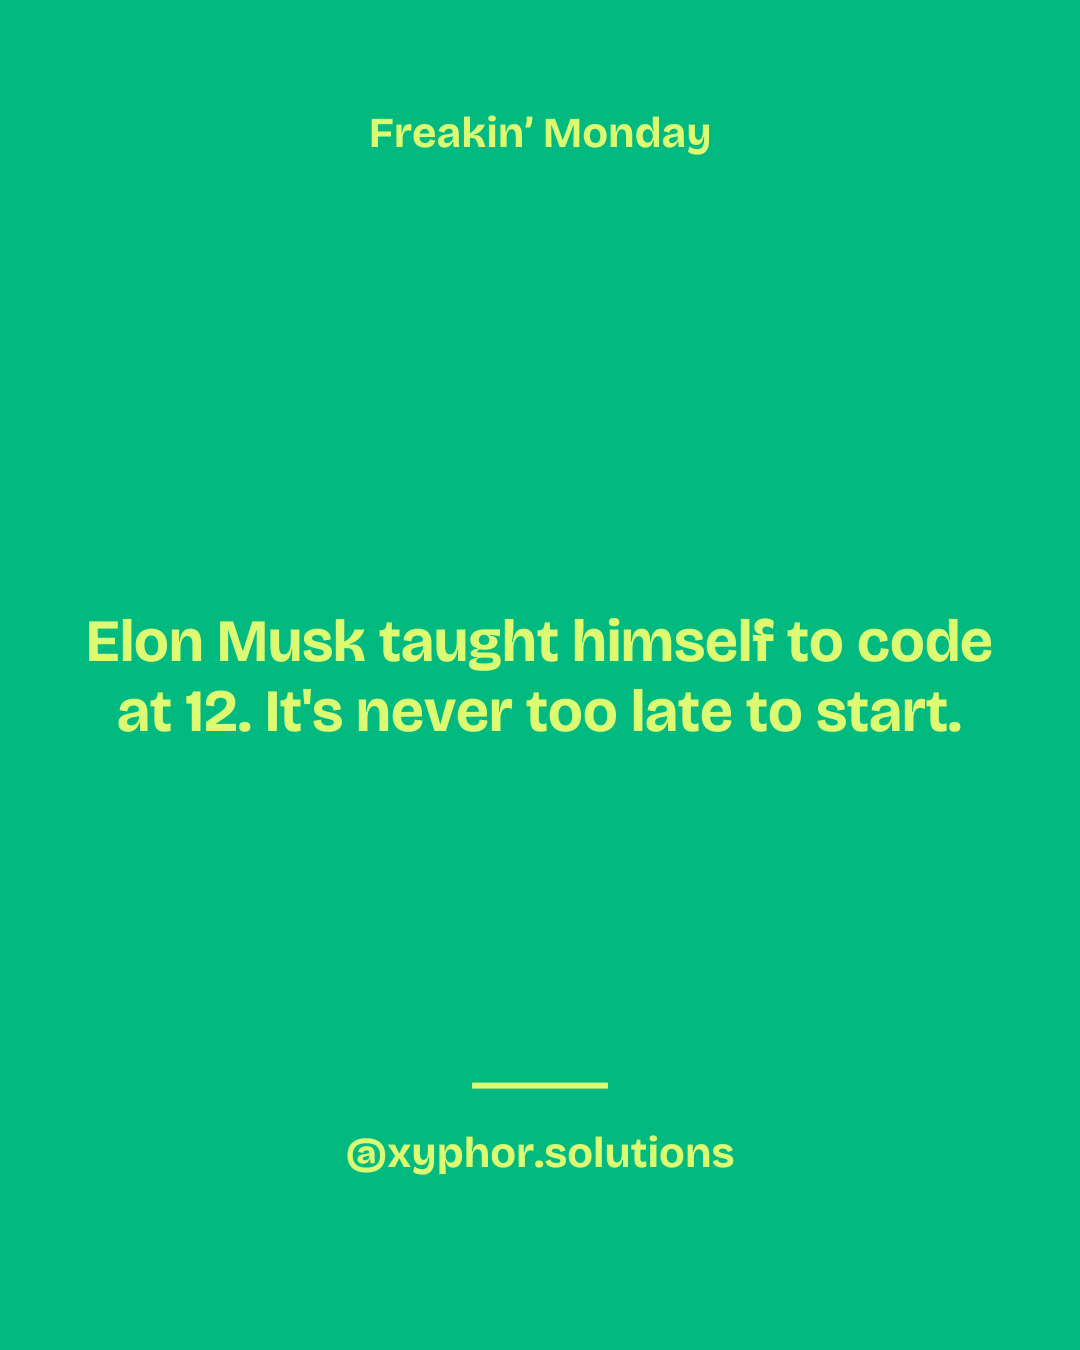 Freakin’ Monday
Elon Musk taught himself to code
at 12. It's never too late to start.
@xyphor.solutions